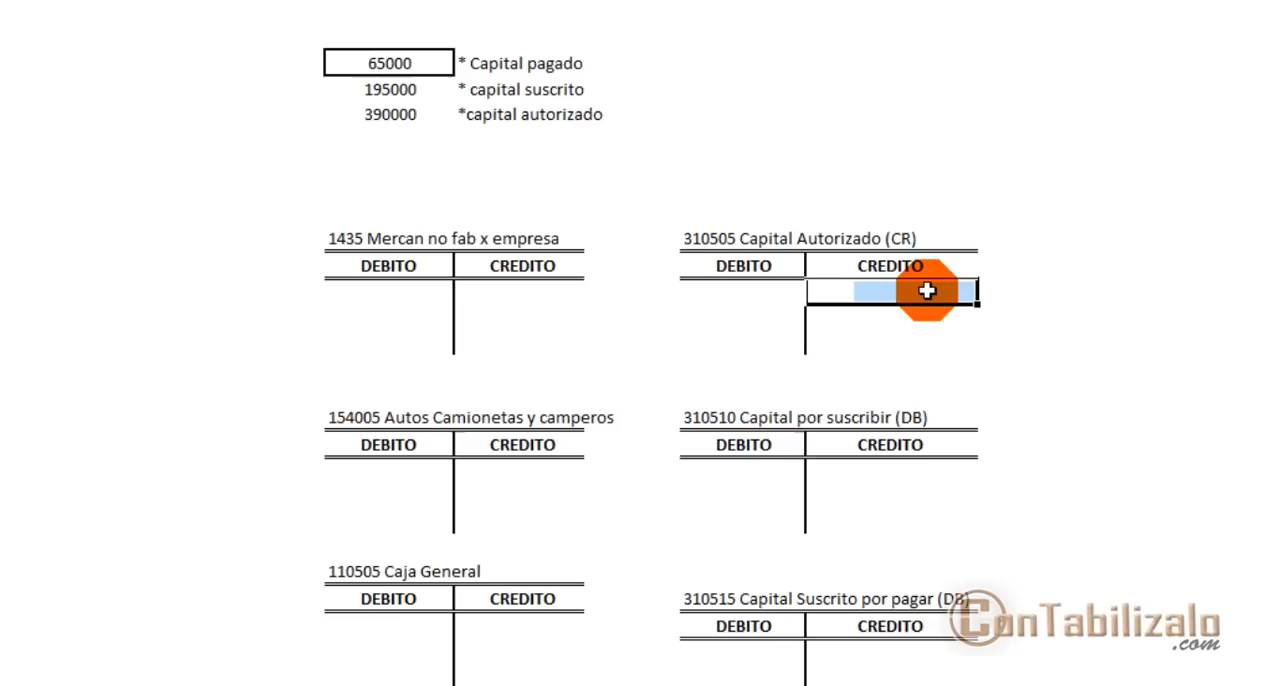 65000 * Capital pagado
195000 * capital suscrito
390000 *capital autorizado
1435 Mercan no fab x empresa
DEBITO CREDITO
310505 Capital Autorizado (CR)
DEBITO CREDITO
154005 Autos Camionetas y camperos
DEBITO CREDITO
310510 Capital por suscribir (DB)
DEBITO CREDITO
110505 Caja General
DEBITO CREDITO
310515 Capital Suscrito por pagar (DB)
DEBITO CREDITO
ConTabilizalo
.com